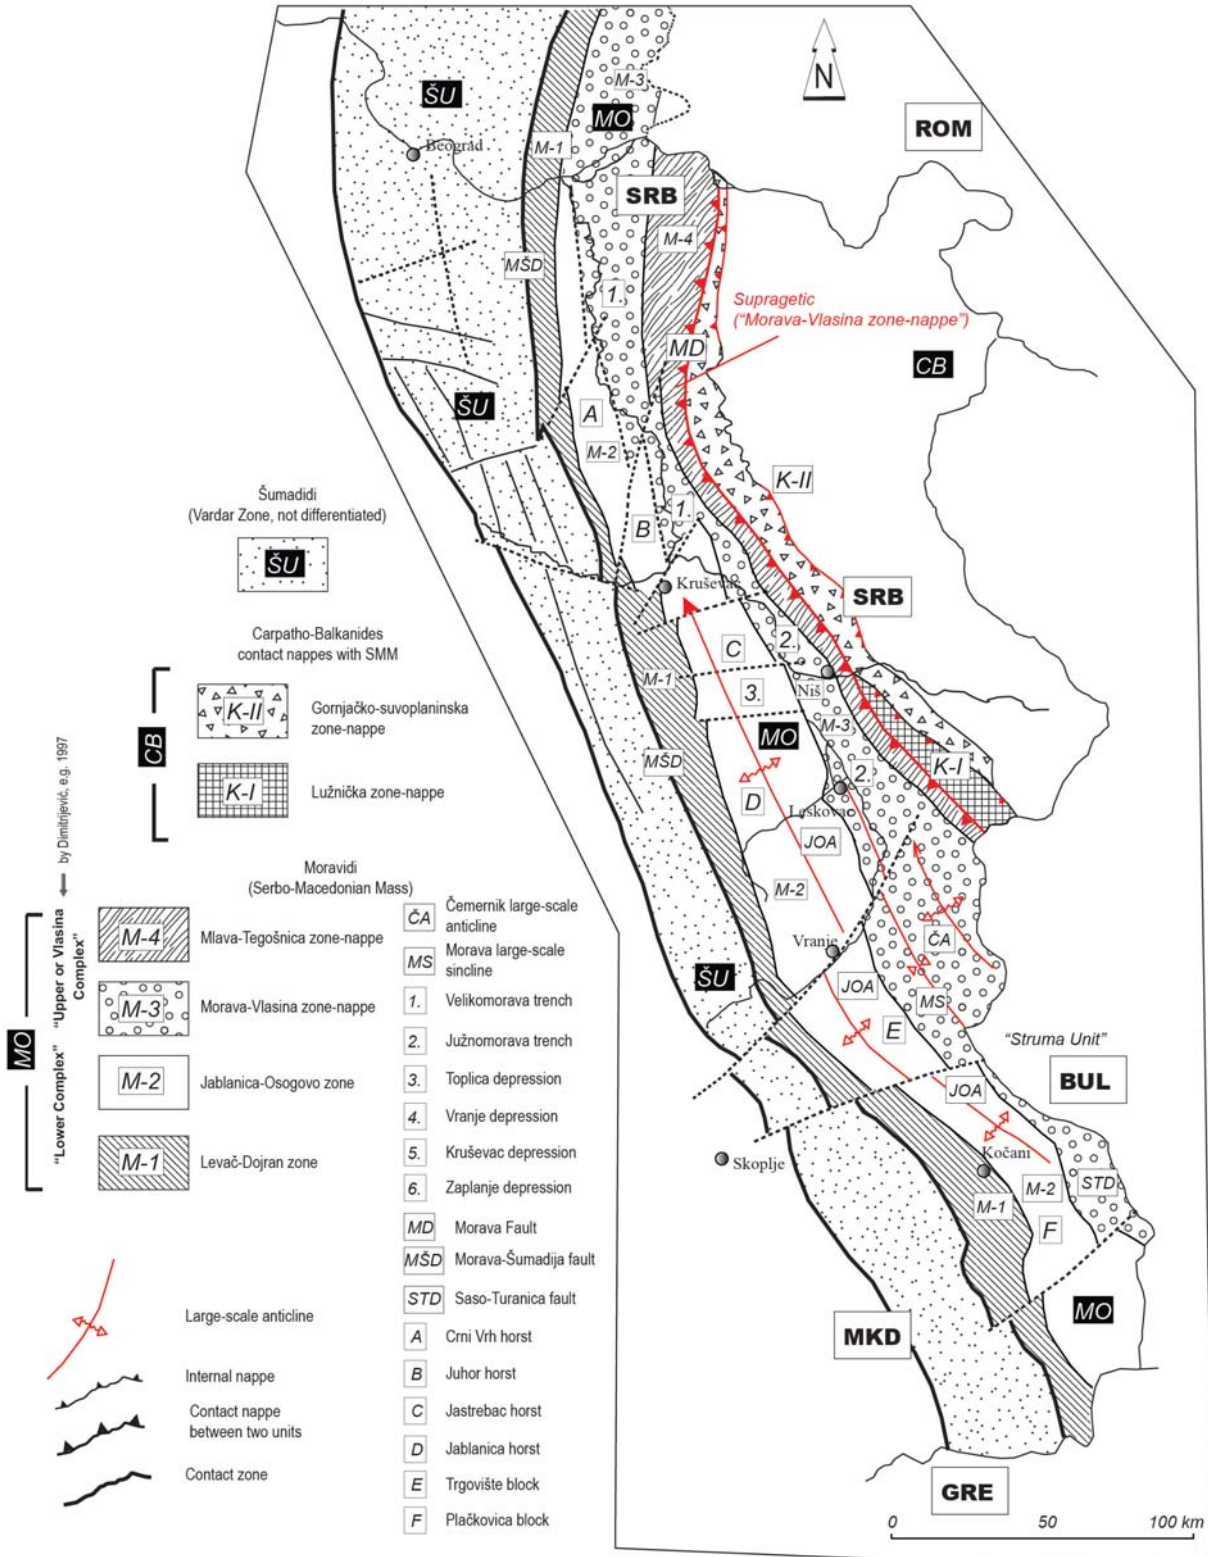 M-3
ŠU
MO
N
ROM
Beograd
M-1
SRB
M-4
MŠD
1.
Supragetic
("Morava-Vlasina zone-nappe")
MD
CB
ŠU
A
M-2
K-II
1.
B
Šumadidi
(Vardar Zone, not differentiated)
ŠU
Kruševac
SRB
C
2.
Carpatho-Balkanides
contact nappes with SMM
M-1
3.
Niš
CB
K-II
Gornjačko-suvoplaninska
zone-nappe
MO
M-3
MŠD
2.
K-I
D
Leskovac
K-I
Lužnička zone-nappe
JOA
by Dimitrijević, e.g. 1997
Moravidi
(Serbo-Macedonian Mass)
M-2
MO
"Upper or Vlasina
Complex"
"Lower Complex"
M-4
Mlava-Tegošnica zone-nappe
M-3
Morava-Vlasina zone-nappe
M-2
Jablanica-Osogovo zone
M-1
Levač-Dojran zone
ČA
Čemernik large-scale
anticline
MS
Morava large-scale
sincline
1.
Velikomorava trench
2.
Južnomorava trench
3.
Toplica depression
4.
Vranje depression
5.
Kruševac depression
6.
Zaplanje depression
MD
Morava Fault
MŠD
Morava-Šumadija fault
STD
Saso-Turanica fault
A
Crni Vrh horst
B
Juhor horst
C
Jastrebac horst
D
Jablanica horst
E
Trgovište block
F
Plačkovica block
Vranje
ČA
ŠU
JOA
MS
E
"Struma Unit"
BUL
JOA
Skoplje
Kočani
M-2
STD
M-1
F
MO
MKD
GRE
Large-scale anticline
Internal nappe
Contact nappe
between two units
Contact zone
0 50 100 km